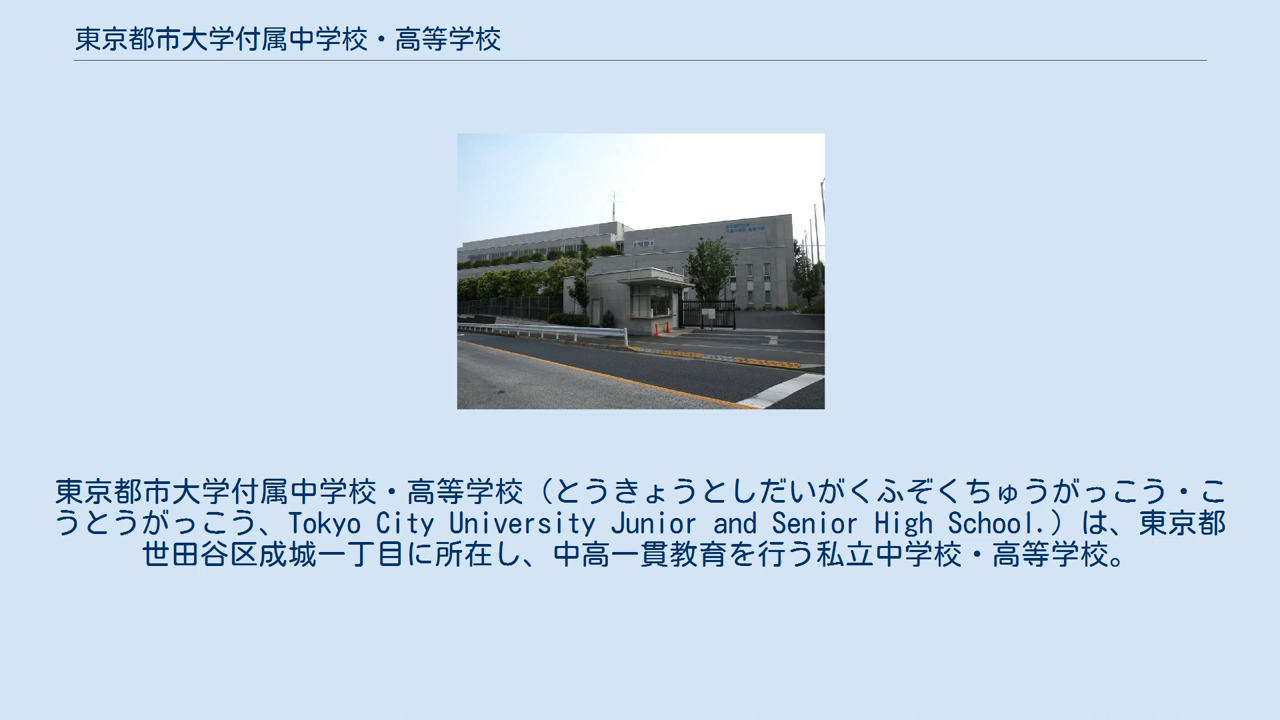 東京都市大学付属中学校・高等学校
東京都市大学付属中学校・高等学校（とうきょうとしだいがくふぞくちゅうがっこう・こ
うとうがっこう、Tokyo City University Junior and Senior High School.）は、東京都
世田谷区成城一丁目に所在し、中高一貫教育を行う私立中学校・高等学校。